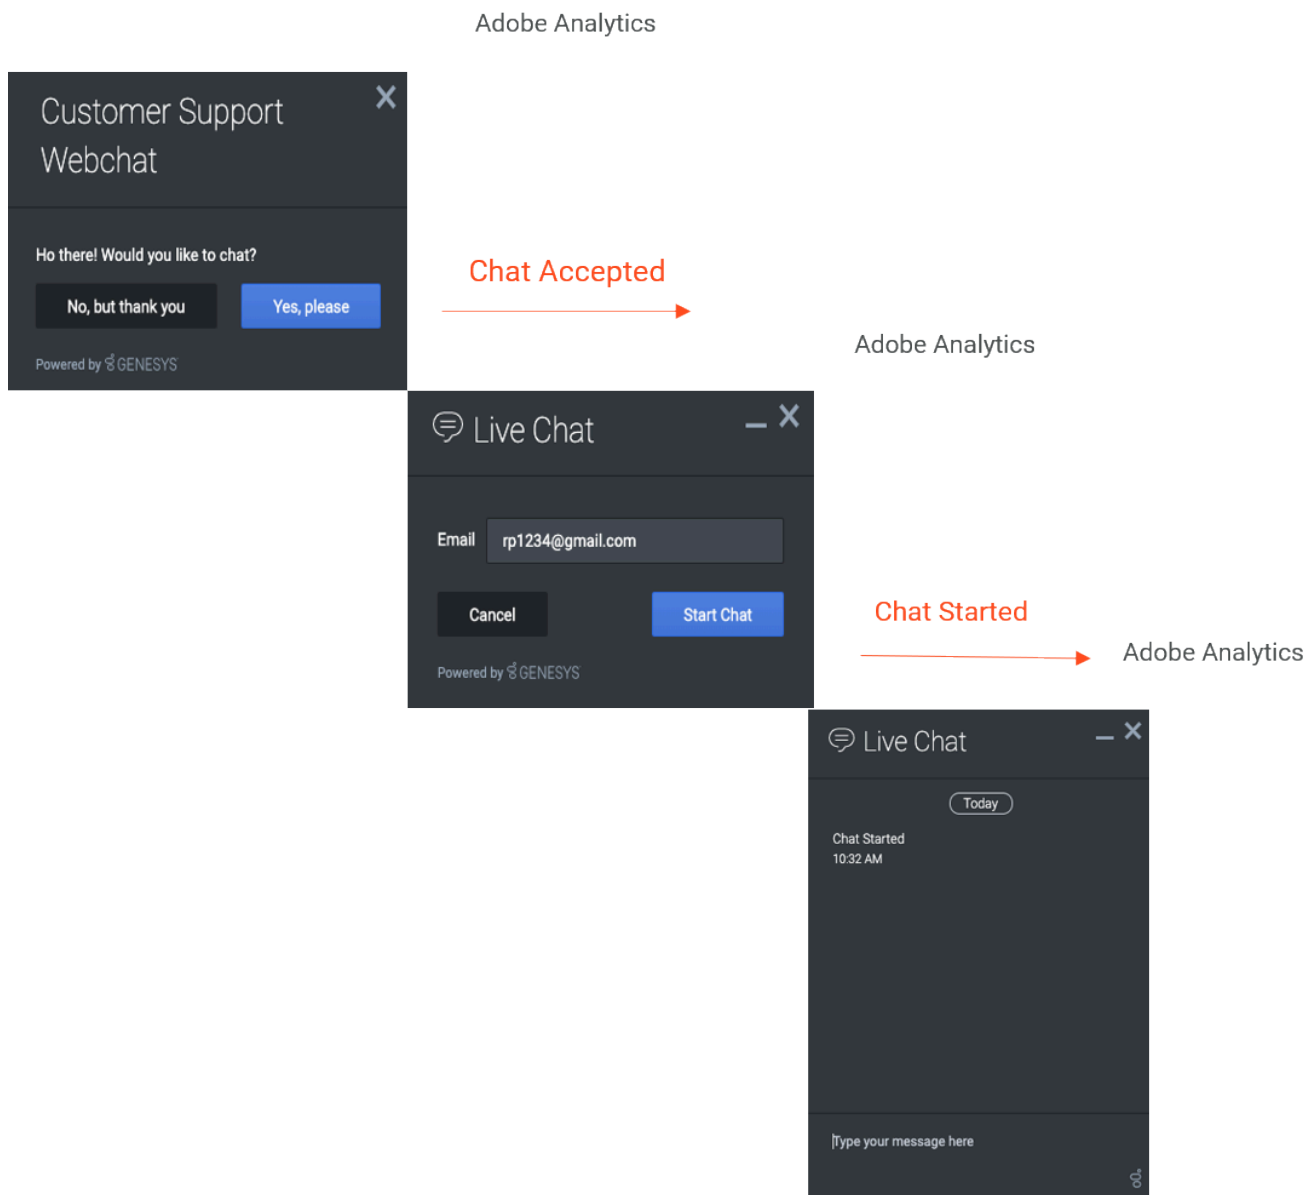 Adobe Analytics
Customer Support
Webchat
Ho there! Would you like to chat?
No, but thank you
Yes, please
Powered by GENESYS
Chat Accepted
Adobe Analytics
Live Chat
Email
rp1234@gmail.com
Cancel
Start Chat
Powered by GENESYS
Chat Started
Adobe Analytics
Live Chat
Today
Chat Started
10:32 AM
Type your message here